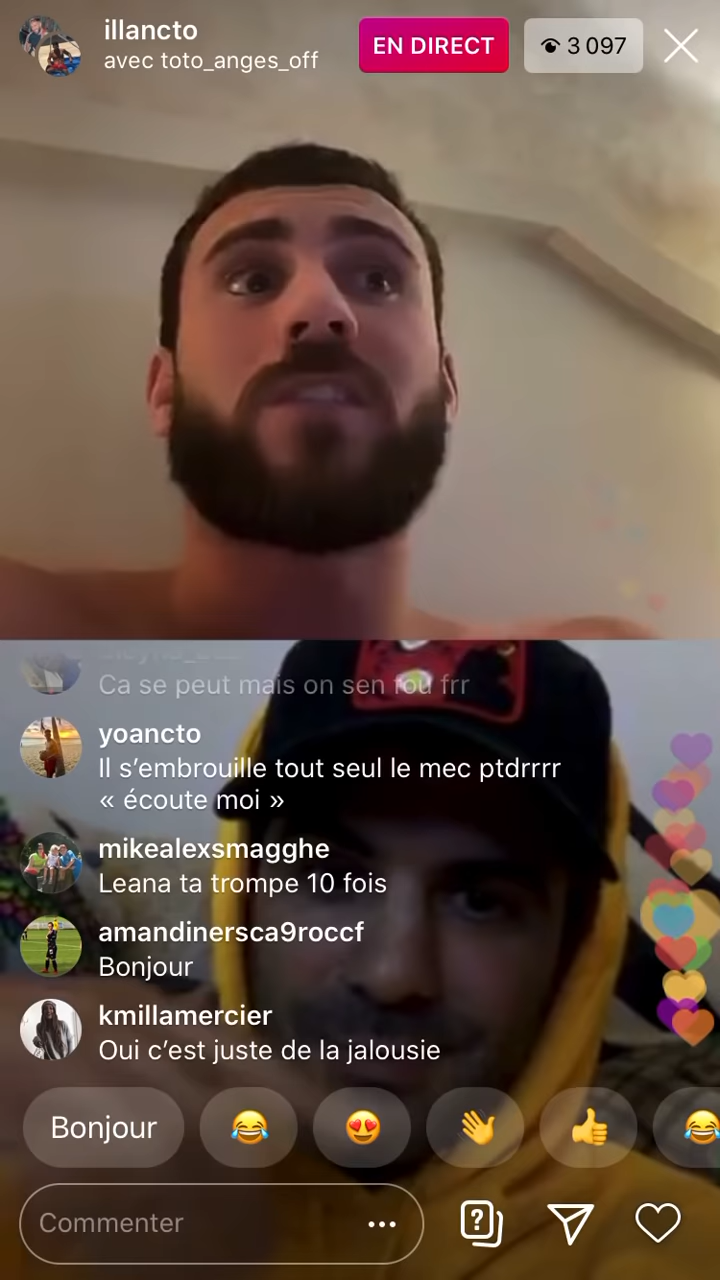 illancto
avec toto_anges_off
EN DIRECT
3 097
Ca se peut mais on sen fou frr
yoancto
Il s’embrouille tout seul le mec ptdrrrr
« écoute moi »
mikealexsmagghe
Leana ta trompe 10 fois
amandinersca9roccf
Bonjour
kmillamercier
Oui c’est juste de la jalousie
Bonjour
Commenter